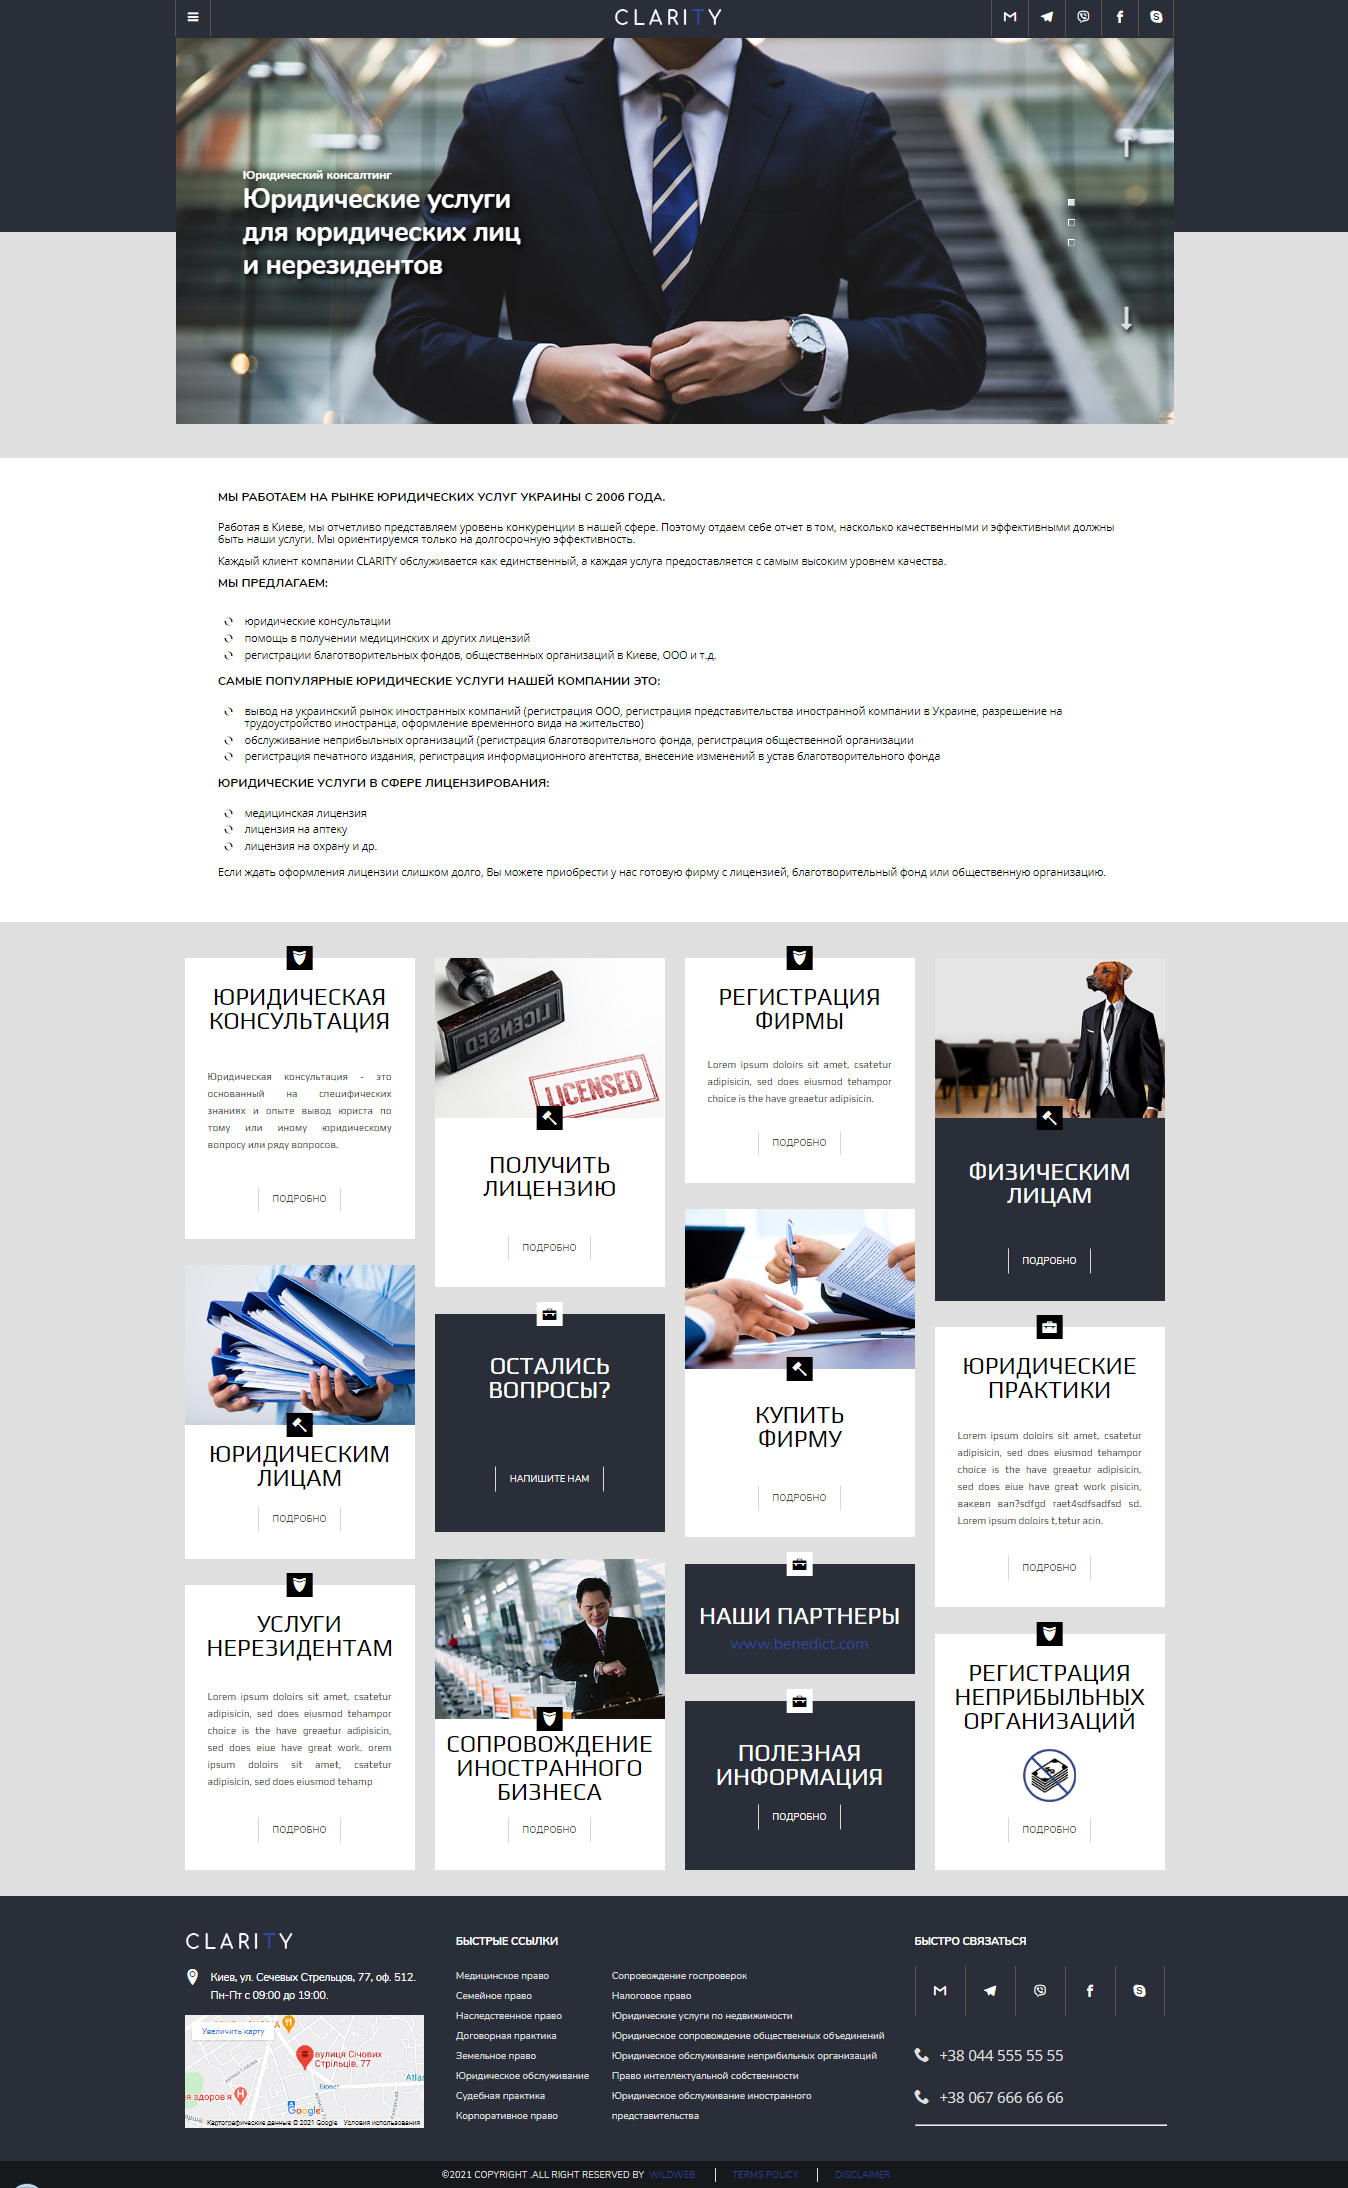 CLARITY
Юридический консалтинг
Юридические услуги
для юридических лиц
и нерезидентов
МЫ РАБОТАЕМ НА РЫНКЕ ЮРИДИЧЕСКИХ УСЛУГ УКРАИНЫ С 2006 ГОДА.
Работая в Киеве, мы отчетливо представляем уровень конкуренции в нашей сфере. Поэтому отдаем себе отчет в том, насколько качественными и эффективными должны
быть наши услуги. Мы ориентируемся только на долгосрочную эффективность.
Каждый клиент компании CLARITY обслуживается как единственный, а каждая услуга предоставляется с самым высоким уровнем качества.
МЫ ПРЕДЛАГАЕМ:
юридические консультации
помощь в получении медицинских и других лицензий
регистрации благотворительных фондов, общественных организаций в Киеве, ООО и т.д.
САМЫЕ ПОПУЛЯРНЫЕ ЮРИДИЧЕСКИЕ УСЛУГИ НАШЕЙ КОМПАНИИ ЭТО:
вывод на украинский рынок иностранных компаний (регистрация ООО, регистрация представительства иностранной компании в Украине, разрешение на
трудоустройство иностранца, оформление временного вида на жительство)
обслуживание неприбыльных организаций (регистрация благотворительного фонда, регистрация общественной организации
регистрация печатного издания, регистрация информационного агентства, внесение изменений в устав благотворительного фонда
ЮРИДИЧЕСКИЕ УСЛУГИ В СФЕРЕ ЛИЦЕНЗИРОВАНИЯ:
медицинская лицензия
лицензия на аптеку
лицензия на охрану и др.
Если ждать оформления лицензии слишком долго, Вы можете приобрести у нас готовую фирму с лицензией, благотворительный фонд или общественную организацию.
ЮРИДИЧЕСКАЯ
КОНСУЛЬТАЦИЯ
Юридическая консультация - это
основанный на специфических
знаниях и опыте вывод юриста по
тому или иному юридическому
вопросу или ряду вопросов.
ПОДРОБНО
ЮРИДИЧЕСКИМ
ЛИЦАМ
ПОДРОБНО
УСЛУГИ
НЕРЕЗИДЕНТАМ
Lorem ipsum doloirs sit amet, csatetur
adipisicin, sed does eiusmod tehampor
choice is the have greaetur adipisicin,
sed does eiue have great work. orem
ipsum doloirs sit amet, csatetur
adipisicin, sed does eiusmod tehamp
ПОДРОБНО
LICENSED
LICENSED
ПОЛУЧИТЬ
ЛИЦЕНЗИЮ
ПОДРОБНО
ОСТАЛИСЬ
ВОПРОСЫ?
НАПИШИТЕ НАМ
СОПРОВОЖДЕНИЕ
ИНОСТРАННОГО
БИЗНЕСА
ПОДРОБНО
РЕГИСТРАЦИЯ
ФИРМЫ
Lorem ipsum doloirs sit amet, csatetur
adipisicin, sed does eiusmod tehampor
choice is the have greaetur adipisicin.
ПОДРОБНО
КУПИТЬ
ФИРМУ
ПОДРОБНО
НАШИ ПАРТНЕРЫ
www.benedict.com
ПОЛЕЗНАЯ
ИНФОРМАЦИЯ
ПОДРОБНО
ФИЗИЧЕСКИМ
ЛИЦАМ
ПОДРОБНО
ЮРИДИЧЕСКИЕ
ПРАКТИКИ
Lorem ipsum doloirs sit amet, csatetur
adipisicin, sed does eiusmod tehampor
choice is the have greaetur adipisicin,
sed does eiue have great work pisicin,
вакевп вап?sdfgd raet4sdfsadfsd sd.
Lorem ipsum doloirs t,tetur acin.
ПОДРОБНО
РЕГИСТРАЦИЯ
НЕПРИБЫЛЬНЫХ
ОРГАНИЗАЦИЙ
ПОДРОБНО
CLARITY
Киев, ул. Сечевых Стрельцов, 77, оф. 512.
Пн-Пт с 09:00 до 19:00.
Увеличить карту
вулиця Січових
Стрільців, 77
Бювет
Atlas
я здоров'я
Google
Картографические данные © 2021 Google Условия использования
БЫСТРЫЕ ССЫЛКИ
Медицинское право
Семейное право
Наследственное право
Договорная практика
Земельное право
Юридическое обслуживание
Судебная практика
Корпоративное право
Сопровождение госпроверок
Налоговое право
Юридические услуги по недвижимости
Юридическое сопровождение общественных объединений
Юридическое обслуживание неприбильных организаций
Право интеллектуальной собственности
Юридическое обслуживание иностранного
представительства
БЫСТРО СВЯЗАТЬСЯ
+38 044 555 55 55
+38 067 666 66 66
©2021 COPYRIGHT .ALL RIGHT RESERVED BY WILDWEB
TERMS POLICY
DISCLAIMER